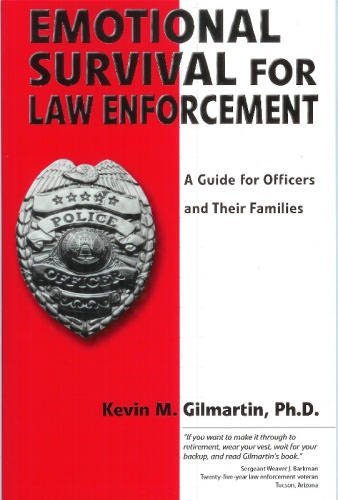 EMOTIONAL
SURVIVAL FOR
LAW ENFORCEMENT
A Guide for Officers
and Their Families
POLICE
OFFICER
Kevin M. Gilmartin, Ph.D.
"If you want to make it through to
retirement, wear your vest, wait for your
backup, and read Gilmartin's book."
Sergeant Weaver J. Barkman
Twenty-five-year law enforcement veteran
Tucson, Arizona